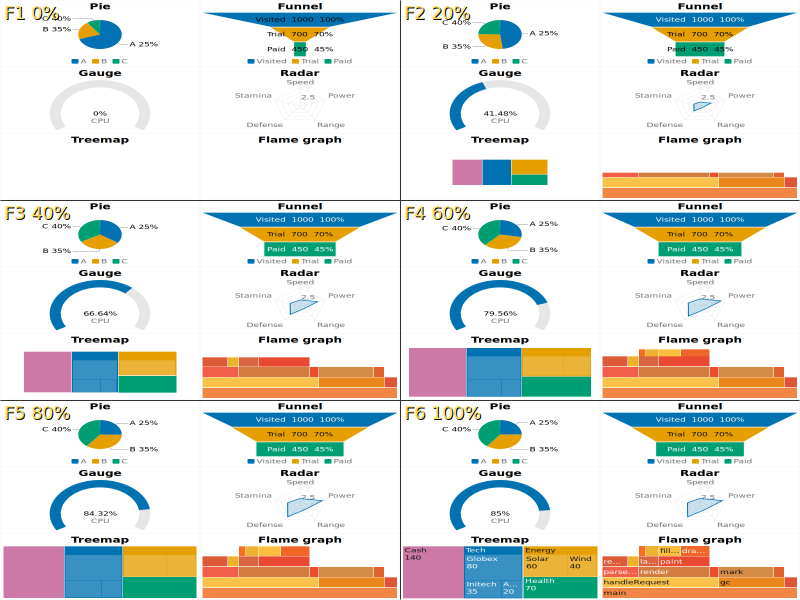 F1 0%
Pie
C 40%
B 35%
A 25%
A B C
Funnel
Visited 1000 100%
Trial 700 70%
Paid 450 45%
Visited Trial Paid
Gauge
0%
CPU
Radar
Speed
2.5
Stamina
Power
Defense
Range
Treemap
Flame graph
F2 20%
Pie
C 40%
A 25%
B 35%
A B C
Funnel
Visited 1000 100%
Trial 700 70%
Paid 450 45%
Visited Trial Paid
Gauge
41.48%
CPU
Radar
Speed
2.5
Stamina
Power
Defense
Range
Treemap
Flame graph
F3 40%
Pie
C 40%
A 25%
B 35%
A B C
Funnel
Visited 1000 100%
Trial 700 70%
Paid 450 45%
Visited Trial Paid
Gauge
66.64%
CPU
Radar
Speed
2.5
Stamina
Power
Defense
Range
Treemap
Flame graph
F4 60%
Pie
C 40%
A 25%
B 35%
A B C
Funnel
Visited 1000 100%
Trial 700 70%
Paid 450 45%
Visited Trial Paid
Gauge
79.56%
CPU
Radar
Speed
2.5
Stamina
Power
Defense
Range
Treemap
Flame graph
F5 80%
Pie
C 40%
A 25%
B 35%
A B C
Funnel
Visited 1000 100%
Trial 700 70%
Paid 450 45%
Visited Trial Paid
Gauge
84.32%
CPU
Radar
Speed
2.5
Stamina
Power
Defense
Range
Treemap
Flame graph
F6 100%
Pie
C 40%
A 25%
B 35%
A B C
Funnel
Visited 1000 100%
Trial 700 70%
Paid 450 45%
Visited Trial Paid
Gauge
85%
CPU
Radar
Speed
2.5
Stamina
Power
Defense
Range
Treemap
Cash
140
Tech
Globex
80
Initech
35
A...
20
Energy
Solar
60
Wind
40
Health
70
Flame graph
fill... dra...
re... la... paint
parse... render mark
handleRequest gc
main